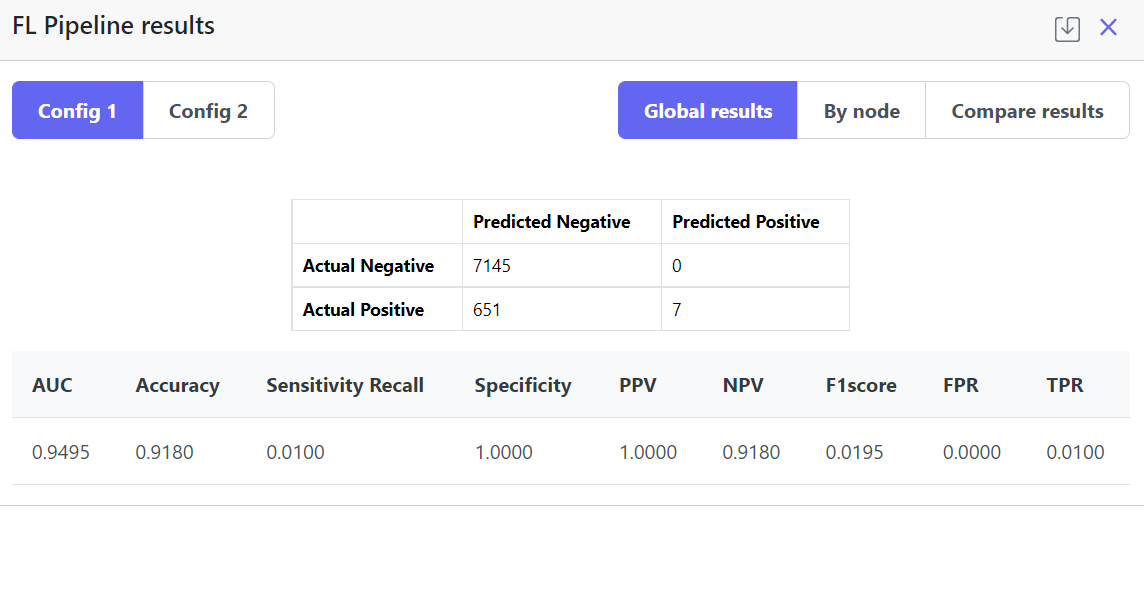 FL Pipeline results
Config 1 Config 2 Global results By node Compare results
Predicted Negative Predicted Positive
Actual Negative 7145 0
Actual Positive 651 7
AUC Accuracy Sensitivity Recall Specificity PPV NPV F1score FPR TPR
0.9495 0.9180 0.0100 1.0000 1.0000 0.9180 0.0195 0.0000 0.0100